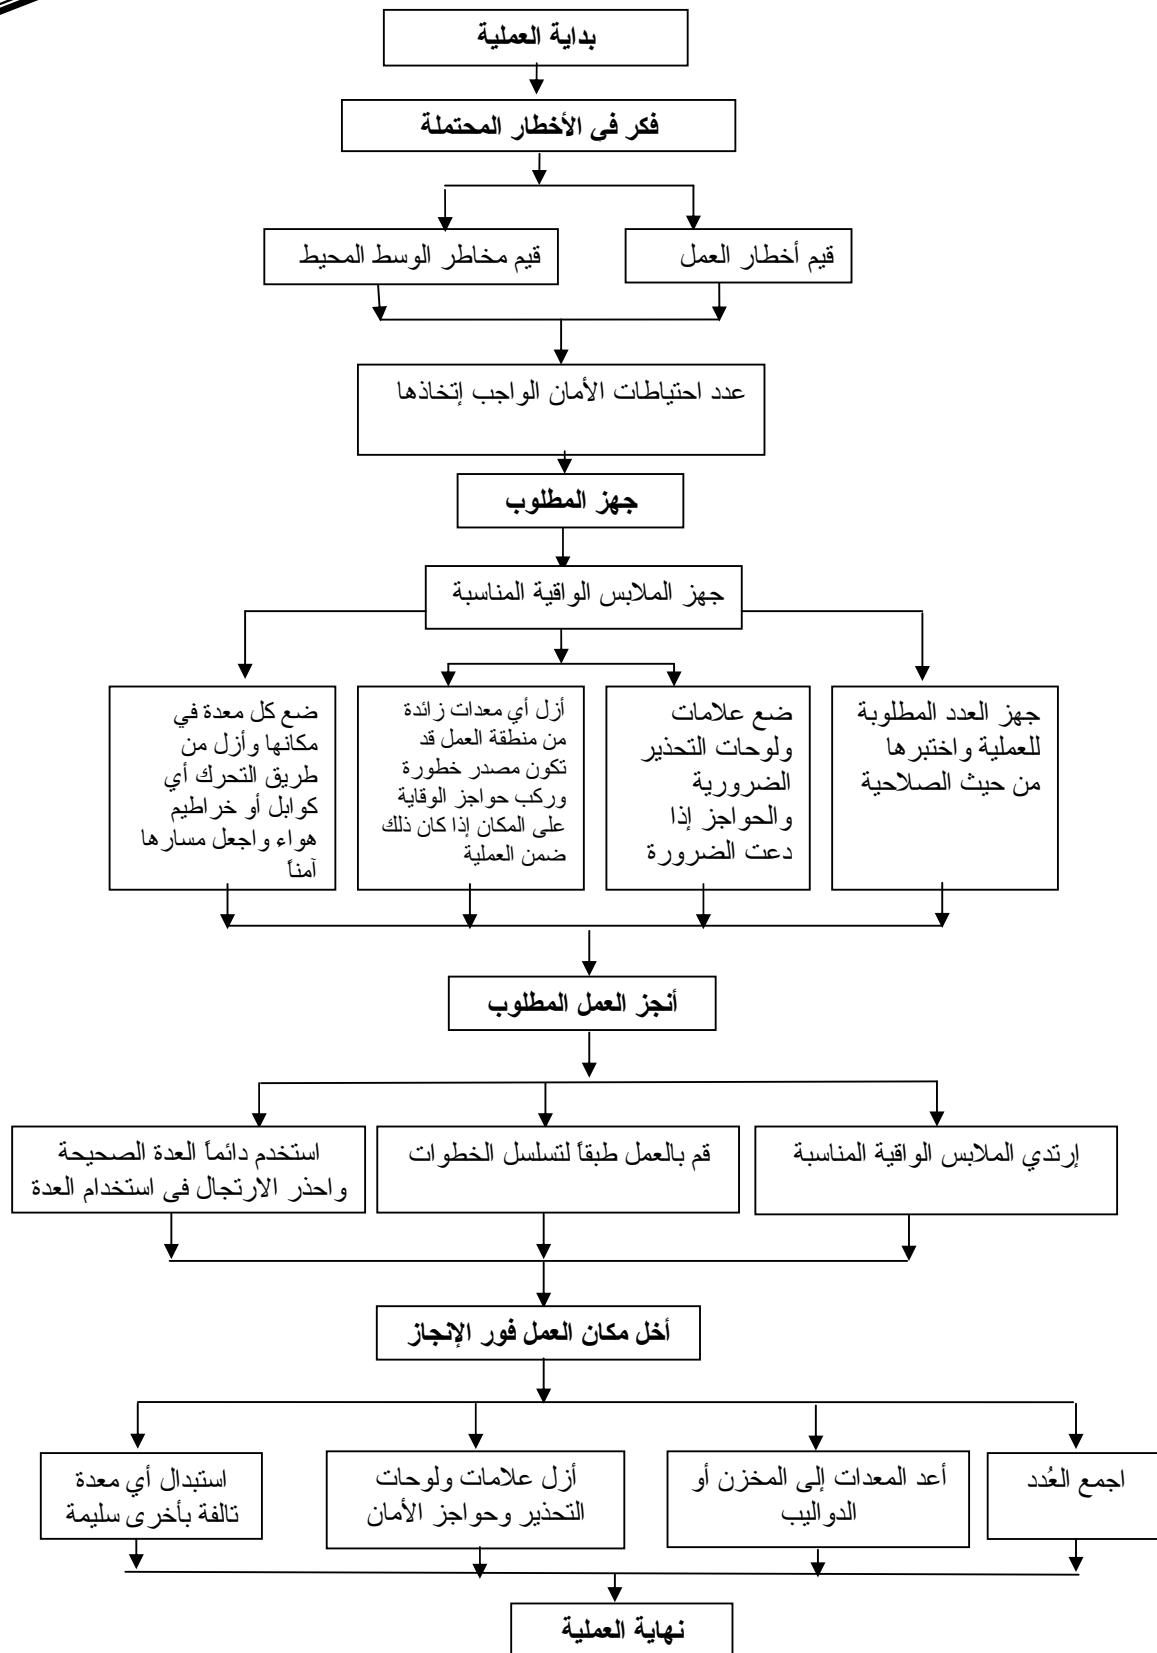 بداية العملية
فكر في الأخطار المحتملة
قيم أخطار العمل
قيم مخاطر الوسط المحيط
عدد احتياطات الأمان الواجب إتخاذها
جهز المطلوب
جهز الملابس الواقية المناسبة
جهز العدد المطلوبة
للعملية واختبرها
من حيث الصلاحية
ضع علامات
ولوحات التحذير
الضرورية
والحواجز إذا
دعت الضرورة
أزل أي معدات زائدة
من منطقة العمل قد
تكون مصدر خطورة
وركب حواجز الوقاية
على المكان إذا كان ذلك
ضمن العملية
ضع كل معدة في
مكانها وأزل من
طريق التحرك أي
كوابل أو خراطيم
هواء واجعل مسارها
آمناً
أنجز العمل المطلوب
إرتدي الملابس الواقية المناسبة
قم بالعمل طبقاً لتسلسل الخطوات
استخدم دائماً العدة الصحيحة
واحذر الارتجال فى استخدام العدة
أخل مكان العمل فور الإنجاز
اجمع العُدد
أعد المعدات إلى المخزن أو
الدواليب
أزل علامات ولوحات
التحذير وحواجز الأمان
استبدال أي معدة
تالفة بأخرى سليمة
نهاية العملية